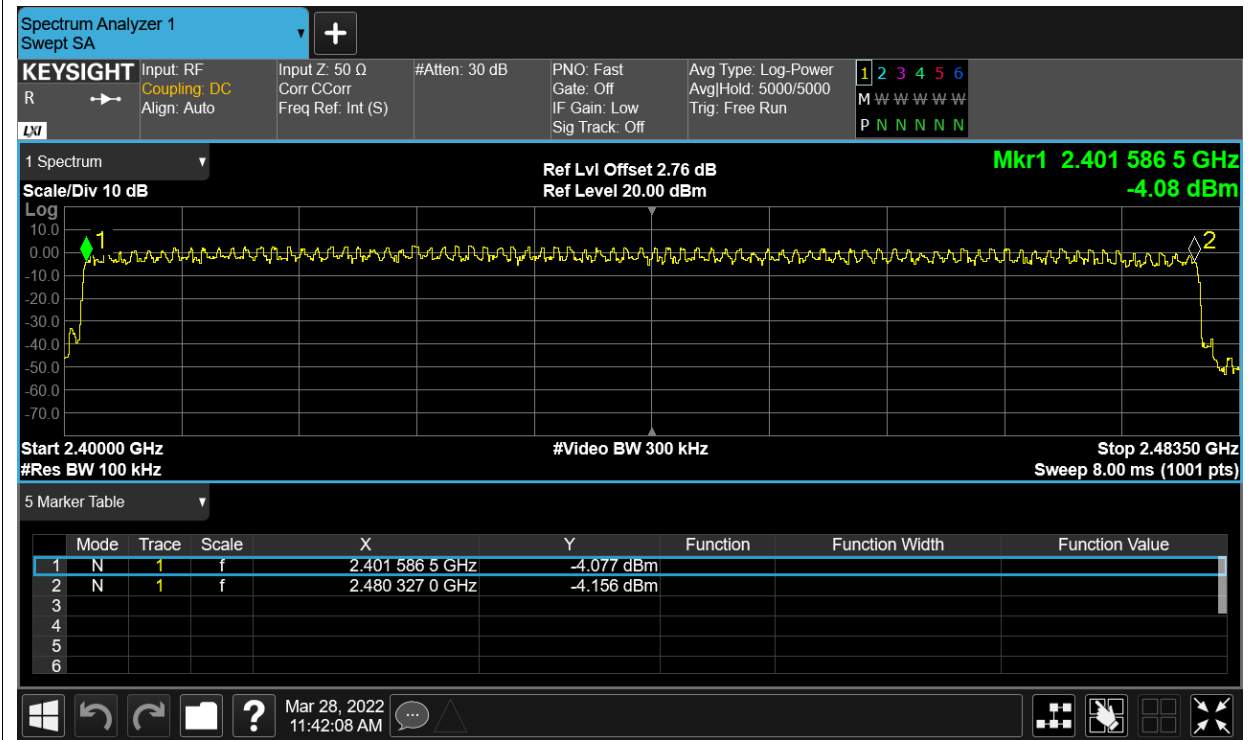 Spectrum Analyzer 1
Swept SA
+
KEYSIGHT Input: RF Input Z: 50 Ω #Atten: 30 dB PNO: Fast Avg Type: Log-Power 1 2 3 4 5 6
R Coupling: DC Corr CCorr Gate: Off Avg|Hold: 5000/5000 M W W W W W
Align: Auto Freq Ref: Int (S) IF Gain: Low Trig: Free Run
LXI Sig Track: Off P N N N N N
1 Spectrum Mkr1 2.401 586 5 GHz
Ref Lvl Offset 2.76 dB
Scale/Div 10 dB Ref Level 20.00 dBm -4.08 dBm
Log
10.0
1 2
0.00
-10.0
-20.0
-30.0
-40.0
-50.0
-60.0
-70.0
Start 2.40000 GHz #Video BW 300 kHz Stop 2.48350 GHz
#Res BW 100 kHz Sweep 8.00 ms (1001 pts)
5 Marker Table
Mode Trace Scale X Y Function Function Width Function Value
1 N 1 f 2.401 586 5 GHz -4.077 dBm
2 N 1 f 2.480 327 0 GHz -4.156 dBm
3
4
5
6
? Mar 28, 2022
11:42:08 AM